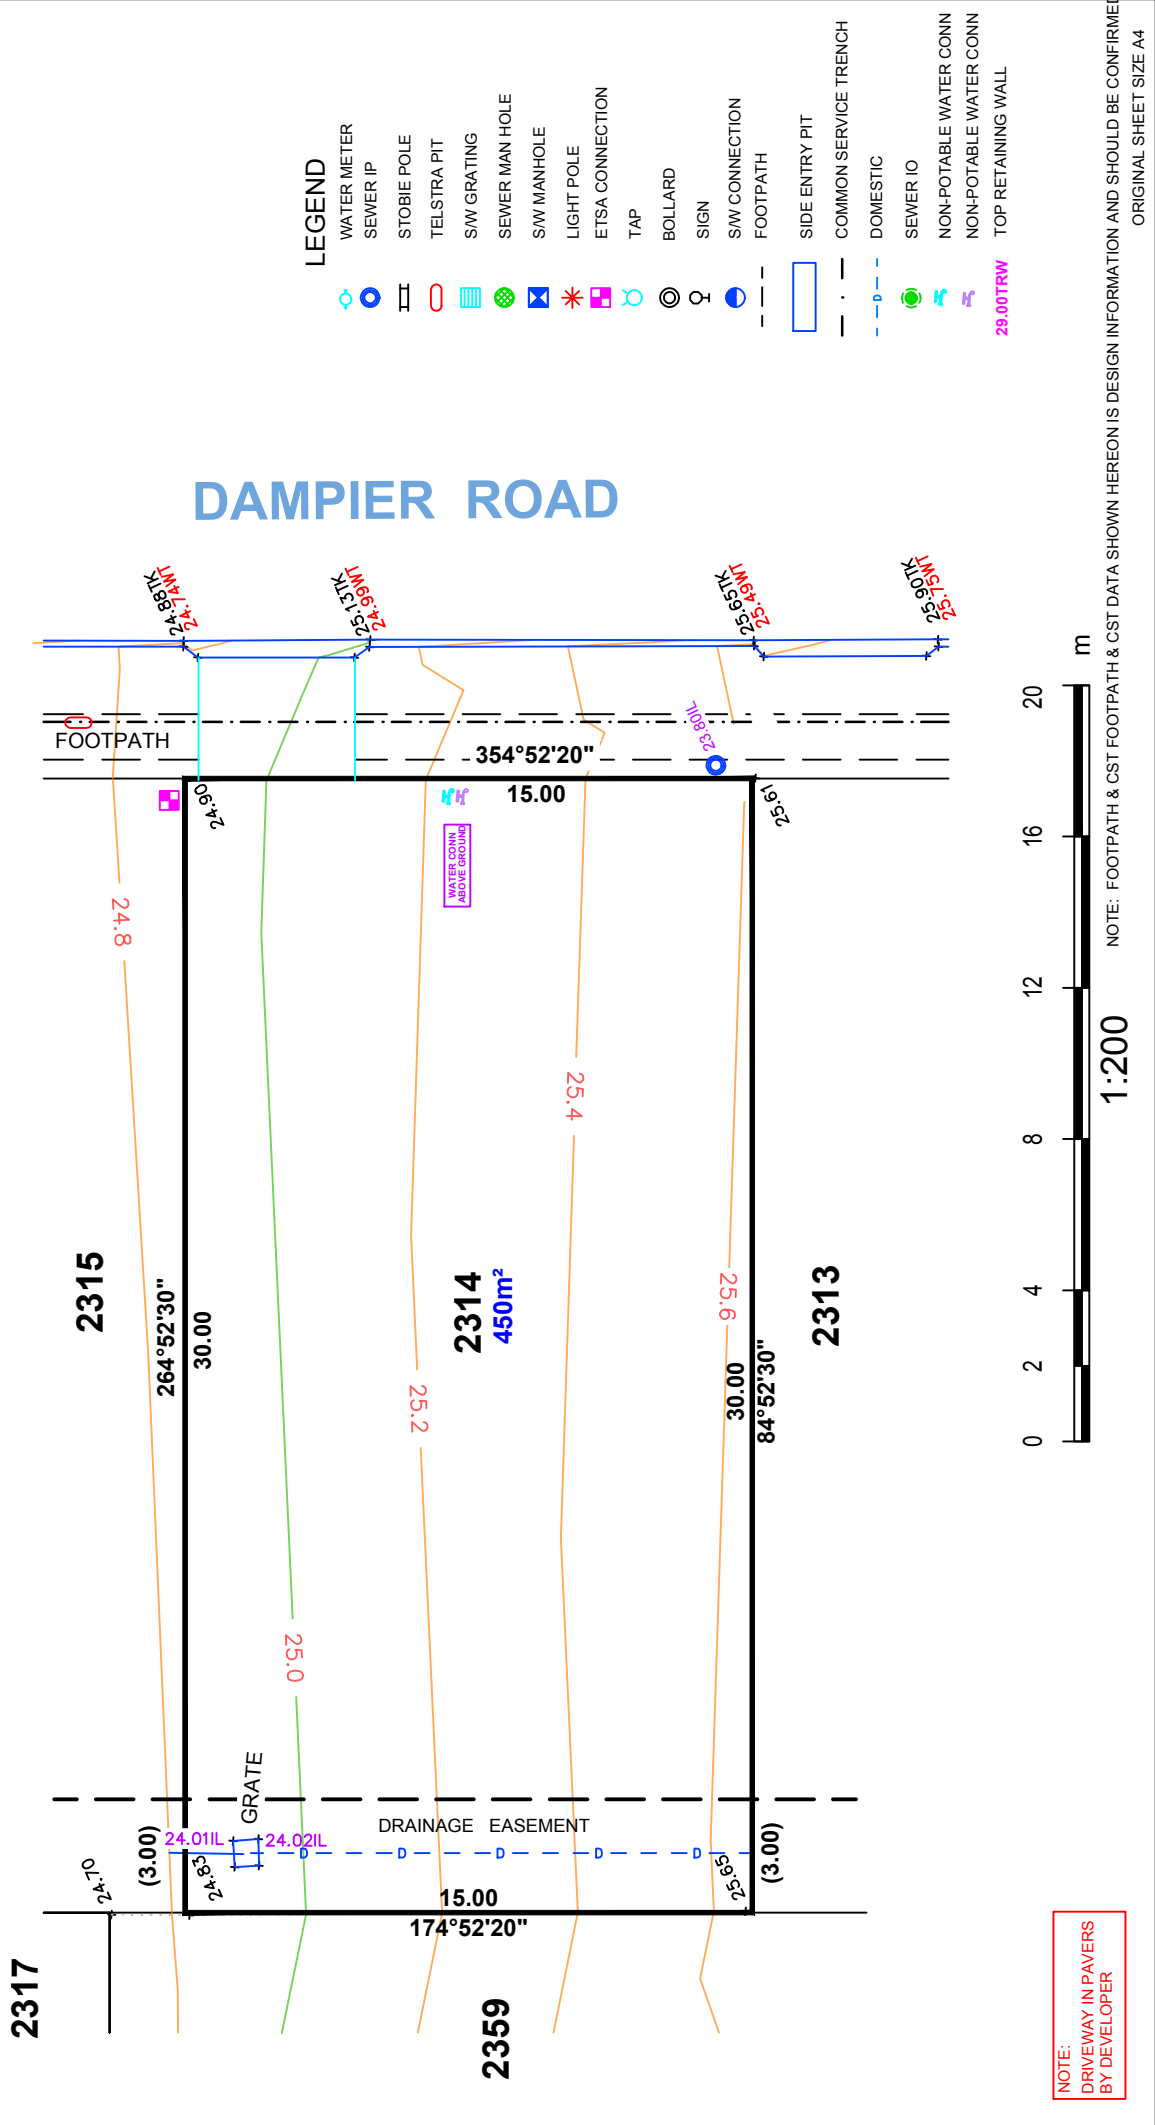 LEGEND
WATER METER
SEWER IP
STOBIE POLE
TELSTRA PIT
S/W GRATING
SEWER MAN HOLE
S/W MANHOLE
LIGHT POLE
ETSA CONNECTION
TAP
BOLLARD
SIGN
S/W CONNECTION
FOOTPATH
SIDE ENTRY PIT
COMMON SERVICE TRENCH
D
DOMESTIC
SEWER IO
NON-POTABLE WATER CONN
NON-POTABLE WATER CONN
29.00TRW TOP RETAINING WALL
DAMPIER ROAD
24.88TK
24.74WT
25.13TK
24.99WT
25.65TK
25.49WT
25.90TK
25.75WT
FOOTPATH
23.80IL
354°52'20"
15.00
24.90
25.61
WATER CONN
ABOVE GROUND
24.8
25.4
25.6
25.2
25.0
2315
264°52'30"
30.00
2314
450m²
30.00
84°52'30"
2313
GRATE
DRAINAGE EASEMENT
(3.00)
24.01IL
24.02IL
D D D D D
(3.00)
24.70
24.83
25.65
15.00
174°52'20"
2317
2359
0 2 4 8 12 16 20 m
1:200
NOTE: FOOTPATH & CST FOOTPATH & CST DATA SHOWN HEREON IS DESIGN INFORMATION AND SHOULD BE CONFIRMED
ORIGINAL SHEET SIZE A4
NOTE:
DRIVEWAY IN PAVERS
BY DEVELOPER